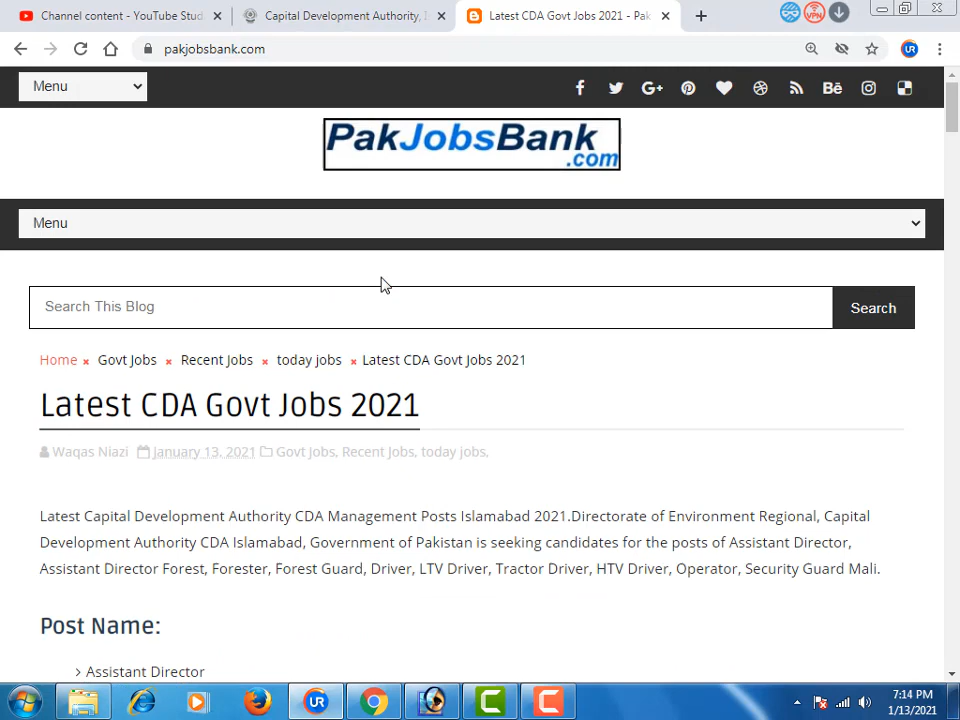 Channel content - YouTube Stud
Capital Development Authority, I
Latest CDA Govt Jobs 2021 - Pak
pakjobsbank.com
UR
Menu
PakJobsBank
.com
Menu
Search This Blog
Search
Home × Govt Jobs × Recent Jobs × today jobs × Latest CDA Govt Jobs 2021
Latest CDA Govt Jobs 2021
Waqas Niazi January 13, 2021 Govt Jobs, Recent Jobs, today jobs,
Latest Capital Development Authority CDA Management Posts Islamabad 2021.Directorate of Environment Regional, Capital
Development Authority CDA Islamabad, Government of Pakistan is seeking candidates for the posts of Assistant Director,
Assistant Director Forest, Forester, Forest Guard, Driver, LTV Driver, Tractor Driver, HTV Driver, Operator, Security Guard Mali.
Post Name:
> Assistant Director
UR
7:14 PM
1/13/2021